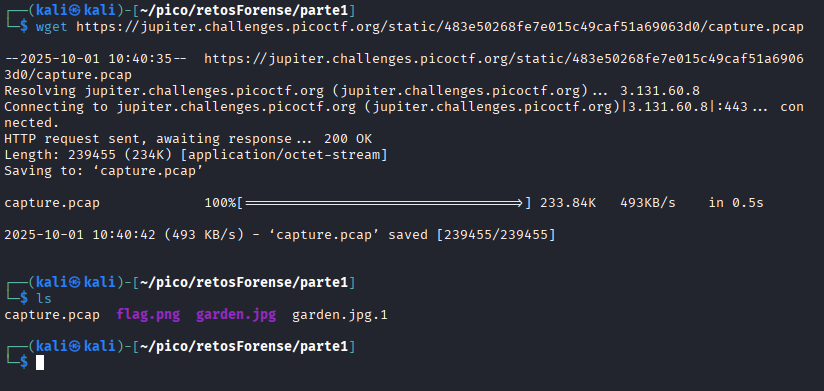 ┌──(kali㉿kali)-[~/pico/retosForense/parte1]
└─$ wget https://jupiter.challenges.picoctf.org/static/483e50268fe7e015c49caf51a69063d0/capture.pcap
--2025-10-01 10:40:35--  https://jupiter.challenges.picoctf.org/static/483e50268fe7e015c49caf51a6906
3d0/capture.pcap
Resolving jupiter.challenges.picoctf.org (jupiter.challenges.picoctf.org)... 3.131.60.8
Connecting to jupiter.challenges.picoctf.org (jupiter.challenges.picoctf.org)|3.131.60.8|:443... con
nected.
HTTP request sent, awaiting response... 200 OK
Length: 239455 (234K) [application/octet-stream]
Saving to: ‘capture.pcap’
capture.pcap             100%[==================================>] 233.84K   493KB/s    in 0.5s
2025-10-01 10:40:42 (493 KB/s) - ‘capture.pcap’ saved [239455/239455]
┌──(kali㉿kali)-[~/pico/retosForense/parte1]
└─$ ls
capture.pcap  flag.png  garden.jpg  garden.jpg.1
┌──(kali㉿kali)-[~/pico/retosForense/parte1]
└─$